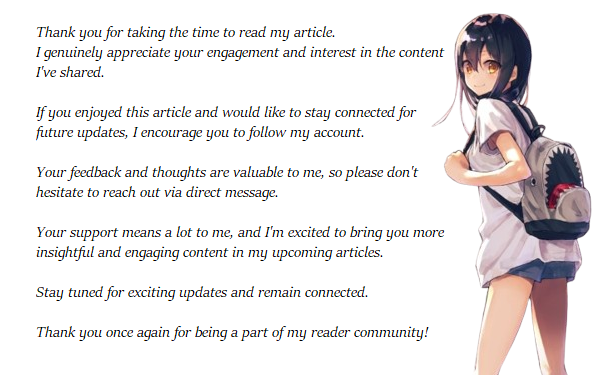 Thank you for taking the time to read my article.
I genuinely appreciate your engagement and interest in the content
I've shared.
If you enjoyed this article and would like to stay connected for
future updates, I encourage you to follow my account.
Your feedback and thoughts are valuable to me, so please don't
hesitate to reach out via direct message.
Your support means a lot to me, and I'm excited to bring you more
insightful and engaging content in my upcoming articles.
Stay tuned for exciting updates and remain connected.
Thank you once again for being a part of my reader community!